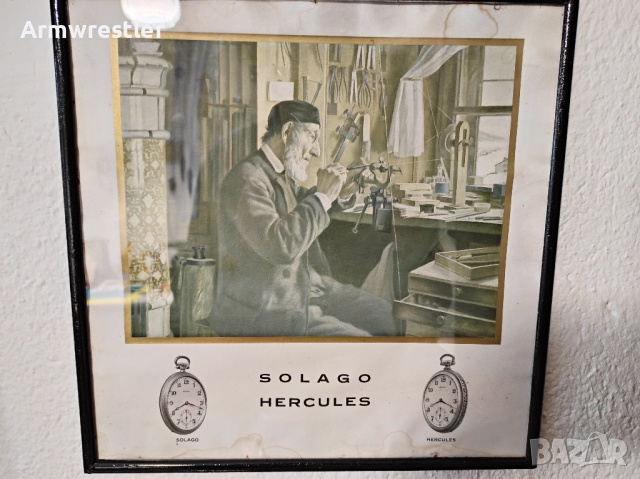 Armwrestler
SOLAGO
HERCULES
SOLAGO
HERCULES
BAZAR